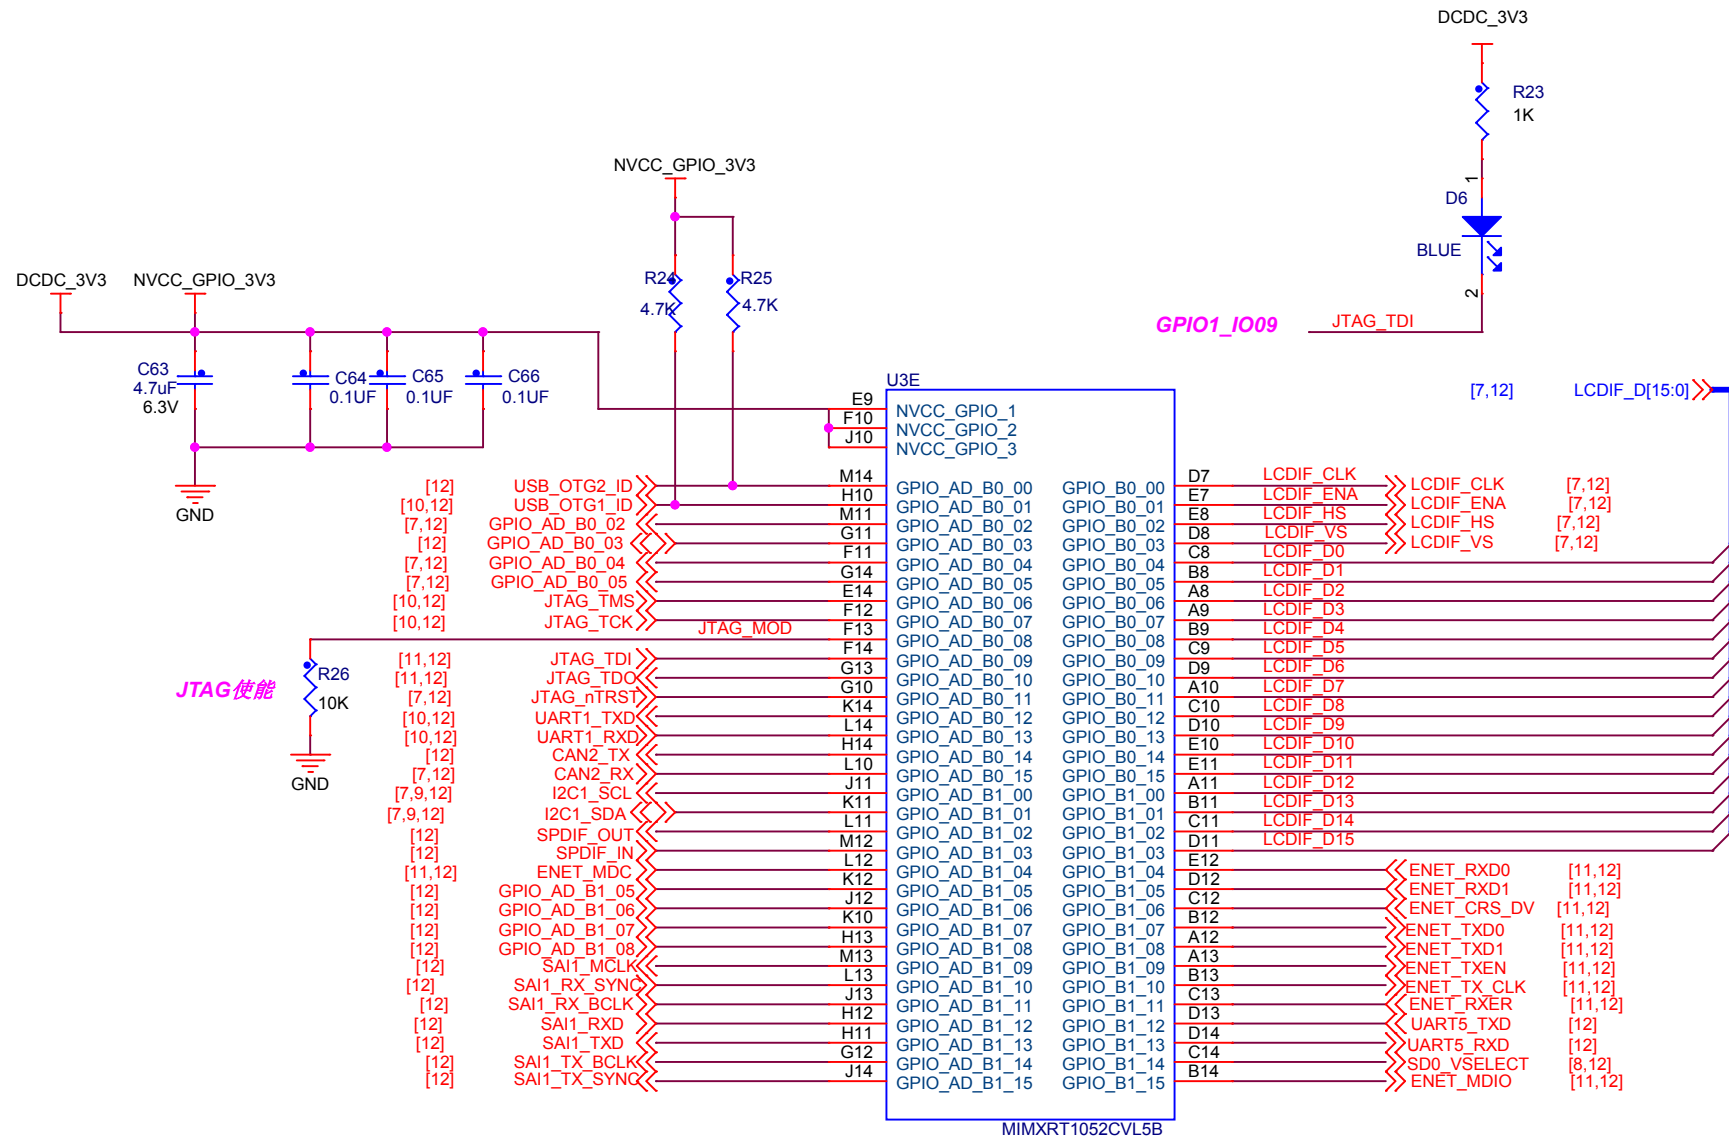 DCDC_3V3
R23
1K
1
D6
BLUE
2
GPIO1_IO09 JTAG_TDI
NVCC_GPIO_3V3
R24 R25
4.7K 4.7K
DCDC_3V3 NVCC_GPIO_3V3
C63 C64 C65 C66
4.7uF 0.1UF 0.1UF 0.1UF
6.3V
GND
[7,12] LCDIF_D[15:0]
U3E
E9 NVCC_GPIO_1
F10 NVCC_GPIO_2
J10 NVCC_GPIO_3
[12] USB_OTG2_ID M14 GPIO_AD_B0_00 GPIO_B0_00 D7 LCDIF_CLK LCDIF_CLK [7,12]
[10,12] USB_OTG1_ID H10 GPIO_AD_B0_01 GPIO_B0_01 E7 LCDIF_ENA LCDIF_ENA [7,12]
[7,12] GPIO_AD_B0_02 M11 GPIO_AD_B0_02 GPIO_B0_02 E8 LCDIF_HS LCDIF_HS [7,12]
[12] GPIO_AD_B0_03 G11 GPIO_AD_B0_03 GPIO_B0_03 D8 LCDIF_VS LCDIF_VS [7,12]
[7,12] GPIO_AD_B0_04 F11 GPIO_AD_B0_04 GPIO_B0_04 C8 LCDIF_D0
[7,12] GPIO_AD_B0_05 G14 GPIO_AD_B0_05 GPIO_B0_05 B8 LCDIF_D1
[10,12] JTAG_TMS E14 GPIO_AD_B0_06 GPIO_B0_06 A8 LCDIF_D2
[10,12] JTAG_TCK F12 GPIO_AD_B0_07 GPIO_B0_07 A9 LCDIF_D3
JTAG_MOD F13 GPIO_AD_B0_08 GPIO_B0_08 B9 LCDIF_D4
[11,12] JTAG_TDI F14 GPIO_AD_B0_09 GPIO_B0_09 C9 LCDIF_D5
[11,12] JTAG_TDO G13 GPIO_AD_B0_10 GPIO_B0_10 D9 LCDIF_D6
[7,12] JTAG_nTRST G10 GPIO_AD_B0_11 GPIO_B0_11 A10 LCDIF_D7
[10,12] UART1_TXD K14 GPIO_AD_B0_12 GPIO_B0_12 C10 LCDIF_D8
[10,12] UART1_RXD L14 GPIO_AD_B0_13 GPIO_B0_13 D10 LCDIF_D9
[12] CAN2_TX H14 GPIO_AD_B0_14 GPIO_B0_14 E10 LCDIF_D10
[7,12] CAN2_RX L10 GPIO_AD_B0_15 GPIO_B0_15 E11 LCDIF_D11
[7,9,12] I2C1_SCL J11 GPIO_AD_B1_00 GPIO_B1_00 A11 LCDIF_D12
[7,9,12] I2C1_SDA K11 GPIO_AD_B1_01 GPIO_B1_01 B11 LCDIF_D13
[12] SPDIF_OUT L11 GPIO_AD_B1_02 GPIO_B1_02 C11 LCDIF_D14
[12] SPDIF_IN M12 GPIO_AD_B1_03 GPIO_B1_03 D11 LCDIF_D15
[11,12] ENET_MDC L12 GPIO_AD_B1_04 GPIO_B1_04 E12 ENET_RXD0 [11,12]
[12] GPIO_AD_B1_05 K12 GPIO_AD_B1_05 GPIO_B1_05 D12 ENET_RXD1 [11,12]
[12] GPIO_AD_B1_06 J12 GPIO_AD_B1_06 GPIO_B1_06 C12 ENET_CRS_DV [11,12]
[12] GPIO_AD_B1_07 K10 GPIO_AD_B1_07 GPIO_B1_07 B12 ENET_TXD0 [11,12]
[12] GPIO_AD_B1_08 H13 GPIO_AD_B1_08 GPIO_B1_08 A12 ENET_TXD1 [11,12]
[12] SAI1_MCLK M13 GPIO_AD_B1_09 GPIO_B1_09 A13 ENET_TXEN [11,12]
[12] SAI1_RX_SYNC L13 GPIO_AD_B1_10 GPIO_B1_10 B13 ENET_TX_CLK [11,12]
[12] SAI1_RX_BCLK J13 GPIO_AD_B1_11 GPIO_B1_11 C13 ENET_RXER [11,12]
[12] SAI1_RXD H12 GPIO_AD_B1_12 GPIO_B1_12 D13 UART5_TXD [12]
[12] SAI1_TXD H11 GPIO_AD_B1_13 GPIO_B1_13 D14 UART5_RXD [12]
[12] SAI1_TX_BCLK G12 GPIO_AD_B1_14 GPIO_B1_14 C14 SD0_VSELECT [8,12]
[12] SAI1_TX_SYNC J14 GPIO_AD_B1_15 GPIO_B1_15 B14 ENET_MDIO [11,12]
JTAG使能 R26
10K
GND
MIMXRT1052CVL5B